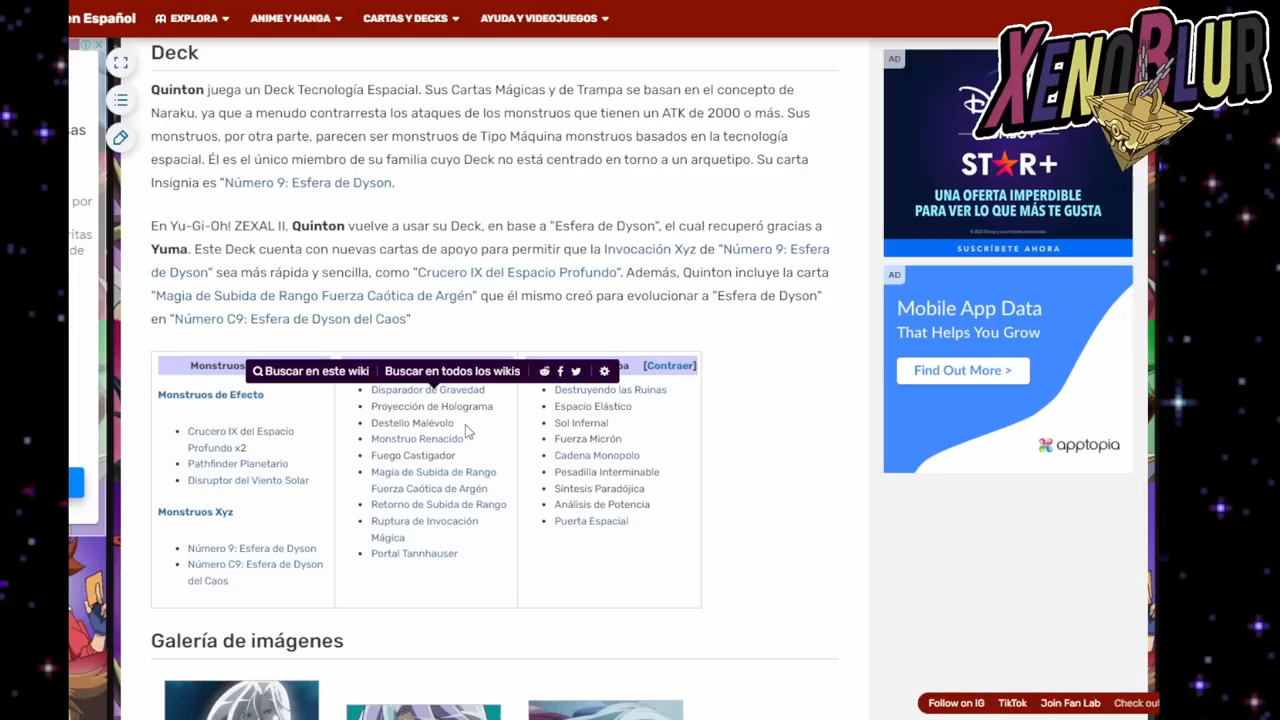 en Español
EXPLORA
ANIME Y MANGA
CARTAS Y DECKS
AYUDA Y VIDEOJUEGOS
XENOBLUR
Deck
Quinton juega un Deck Tecnología Espacial. Sus Cartas Mágicas y de Trampa se basan en el concepto de
Naraku, ya que a menudo contrarresta los ataques de los monstruos que tienen un ATK de 2000 o más. Sus
monstruos, por otra parte, parecen ser monstruos de Tipo Máquina monstruos basados en la tecnología
espacial. Él es el único miembro de su familia cuyo Deck no está centrado en torno a un arquetipo. Su carta
Insignia es "Número 9: Esfera de Dyson.
En Yu-Gi-Oh! ZEXAL II, Quinton vuelve a usar su Deck, en base a "Esfera de Dyson", el cual recuperó gracias a
Yuma. Este Deck cuenta con nuevas cartas de apoyo para permitir que la Invocación Xyz de "Número 9: Esfera
de Dyson" sea más rápida y sencilla, como "Crucero IX del Espacio Profundo". Además, Quinton incluye la carta
"Magia de Subida de Rango Fuerza Caótica de Argén" que él mismo creó para evolucionar a "Esfera de Dyson"
en "Número C9: Esfera de Dyson del Caos"
Monstruos
Buscar en este wiki
Buscar en todos los wikis
pa
[Contraer]
Monstruos de Efecto
Crucero IX del Espacio
Profundo x2
Pathfinder Planetario
Disruptor del Viento Solar
Monstruos Xyz
Número 9: Esfera de Dyson
Número C9: Esfera de Dyson
del Caos
Disparador de Gravedad
Proyección de Holograma
Destello Malévolo
Monstruo Renacido
Fuego Castigador
Magia de Subida de Rango
Fuerza Caótica de Argén
Retorno de Subida de Rango
Ruptura de Invocación
Mágica
Portal Tannhauser
Destruyendo las Ruinas
Espacio Elástico
Sol Infernal
Fuerza Micrón
Cadena Monopolo
Pesadilla Interminable
Síntesis Paradójica
Análisis de Potencia
Puerta Espacial
Galería de imágenes
as
por
ritas
de
AD
STAR+
UNA OFERTA IMPERDIBLE
PARA VER LO QUE MÁS TE GUSTA
SUSCRÍBETE AHORA
AD
Mobile App Data
That Helps You Grow
Find Out More >
apptopia
Follow on IG
TikTok
Join Fan Lab
Check out